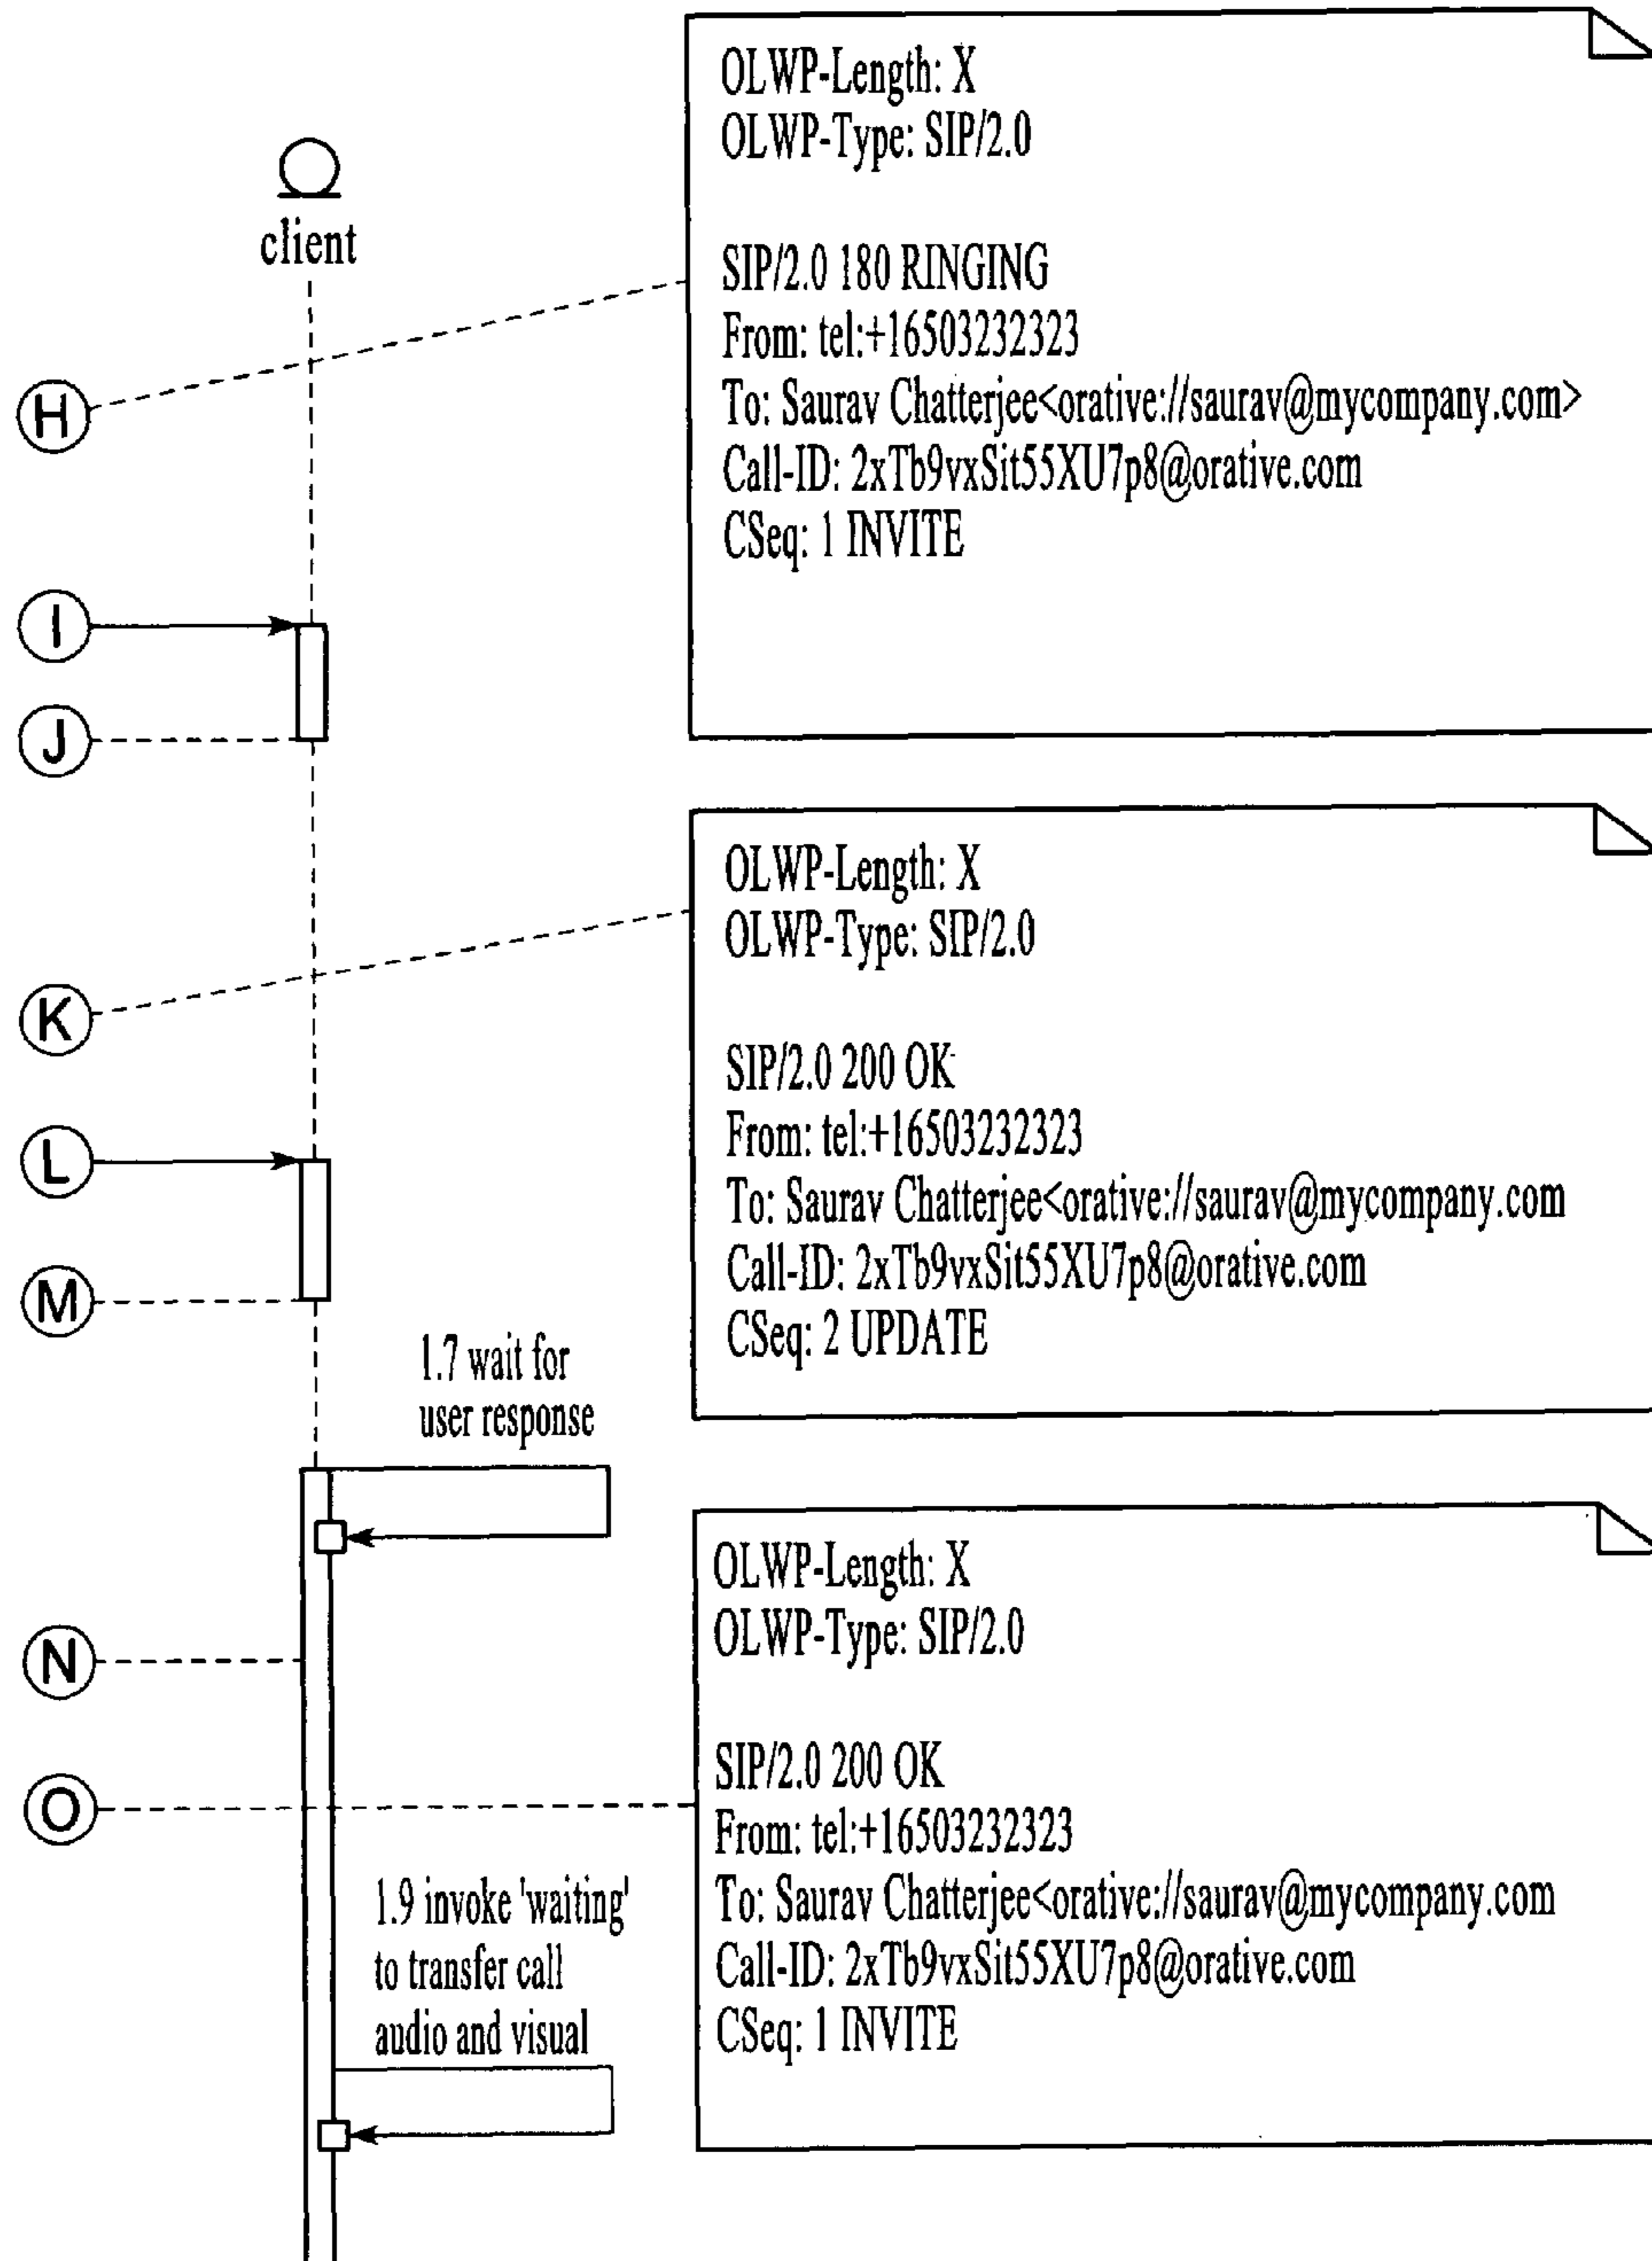 OLWP-Length: X
OLWP-Type: SIP/2.0
client
SIP/2.0 180 RINGING
From: tel:+16503232323
To: Saurav Chatterjee<orative://saurav@mycompany.com>
Call-ID: 2xTb9vxSit55XU7p8@orative.com
CSeq: 1 INVITE
H
I
J
OLWP-Length: X
OLWP-Type: SIP/2.0
K
SIP/2.0 200 OK
From: tel:+16503232323
To: Saurav Chatterjee<orative://saurav@mycompany.com
Call-ID: 2xTb9vxSit55XU7p8@orative.com
CSeq: 2 UPDATE
L
M
1.7 wait for
user response
OLWP-Length: X
OLWP-Type: SIP/2.0
N
SIP/2.0 200 OK
From: tel:+16503232323
To: Saurav Chatterjee<orative://saurav@mycompany.com
Call-ID: 2xTb9vxSit55XU7p8@orative.com
CSeq: 1 INVITE
O
1.9 invoke 'waiting'
to transfer call
audio and visual